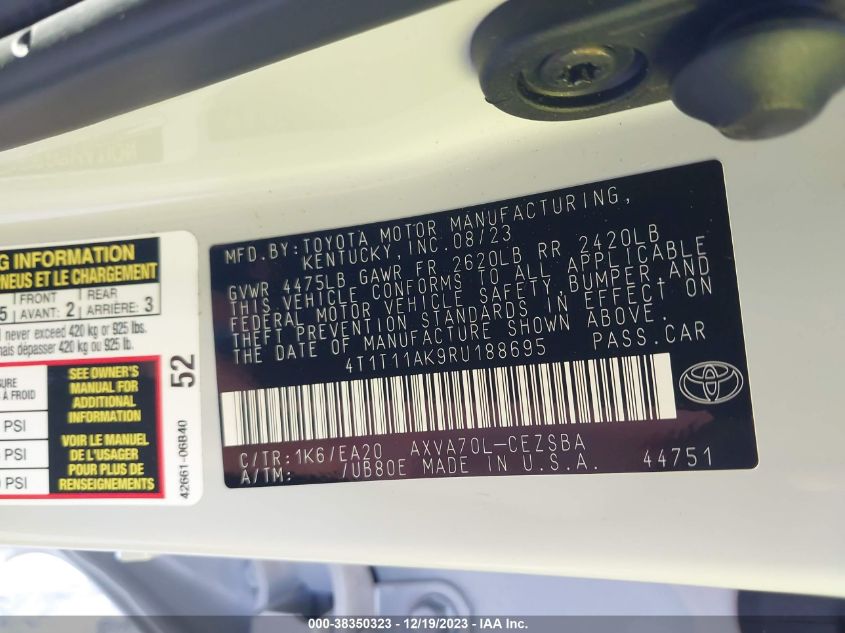 MFD.BY: TOYOTA MOTOR MANUFACTURING,
KENTUCKY, INC. 08/23
GVWR 4475LB GAWR FR 2620LB RR 2420LB
THIS VEHICLE CONFORMS TO ALL APPLICABLE
FEDERAL MOTOR VEHICLE SAFETY, BUMPER, AND
THEFT PREVENTION STANDARDS IN EFFECT ON
THE DATE OF MANUFACTURE SHOWN ABOVE.
4T1T11AK9RU188695 PASS.CAR
C/TR: 1K6/EA20 AXVA70L-CEZSBA
A/TM: /UB80E MADE IN U.S.A. 44751
G INFORMATION
PNEUS ET LE CHARGEMENT
5 FRONT AVANT: 2 REAR ARRIÈRE: 3
never exceed 420 kg or 925 lbs.
mais dépasser 420 kg ou 925 lb.
À FROID
PSI
PSI
PSI
SEE OWNER'S
MANUAL FOR
ADDITIONAL
INFORMATION
VOIR LE MANUEL
DE L'USAGER
POUR PLUS DE
RENSEIGNEMENTS
52
42661-06B40
000-38350323 - 12/19/2023 - IAA Inc.